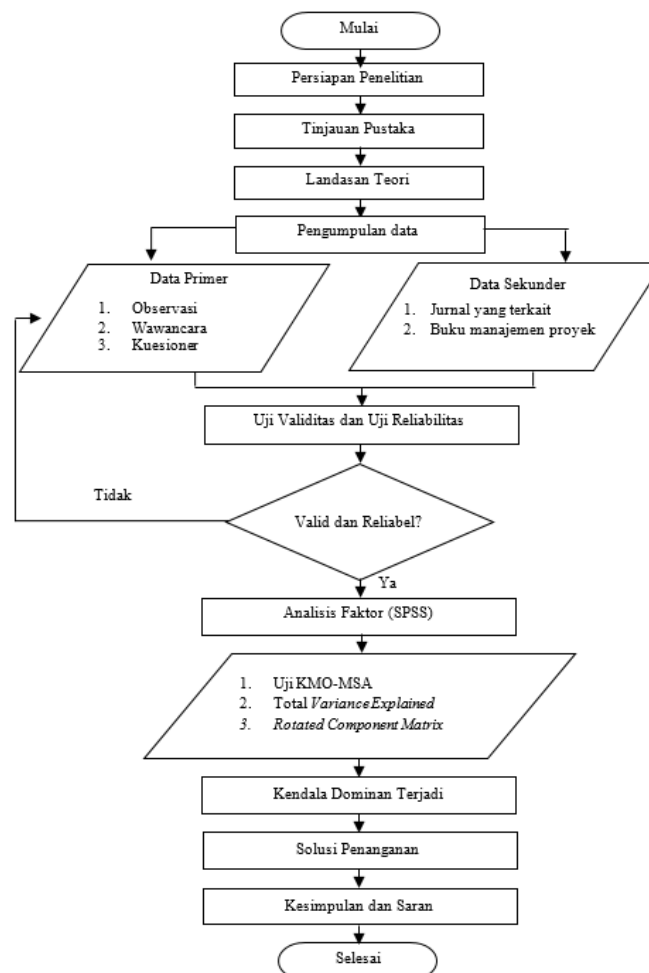 Mulai
Persiapan Penelitian
Tinjauan Pustaka
Landasan Teori
Pengumpulan data
Data Primer
1. Observasi
2. Wawancara
3. Kuesioner
Data Sekunder
1. Jurnal yang terkait
2. Buku manajemen proyek
Uji Validitas dan Uji Reliabilitas
Tidak
Valid dan Reliabel?
Ya
Analisis Faktor (SPSS)
1. Uji KMO-MSA
2. Total Variance Explained
3. Rotated Component Matrix
Kendala Dominan Terjadi
Solusi Penanganan
Kesimpulan dan Saran
Selesai